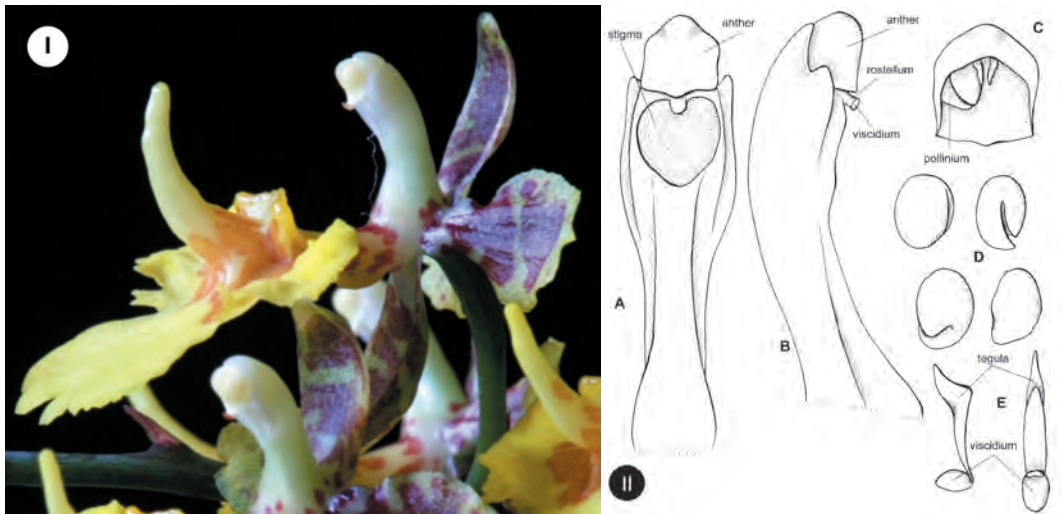 I
stigma
anther
anther
C
rostellum
viscidium
pollinium
D
A
B
tegula
E
viscidium
II